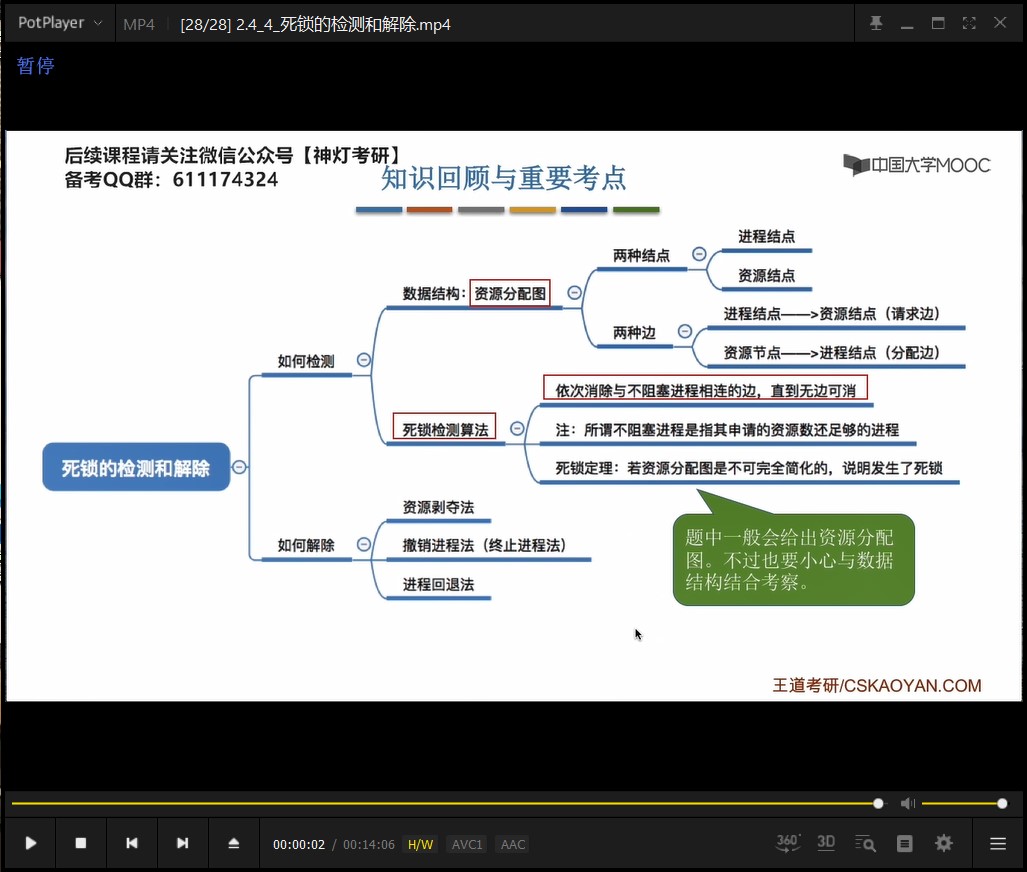 PotPlayer
MP4
[28/28] 2.4_4_死锁的检测和解除.mp4
暂停
后续课程请关注微信公众号【神灯考研】
备考QQ群：611174324
知识回顾与重要考点
中国大学MOOC
死锁的检测和解除
如何检测
数据结构：资源分配图
两种结点
进程结点
资源结点
两种边
进程结点——>资源结点（请求边）
资源节点——>进程结点（分配边）
死锁检测算法
依次消除与不阻塞进程相连的边，直到无边可消
注：所谓不阻塞进程是指其申请的资源数还足够的进程
死锁定理：若资源分配图是不可完全简化的，说明发生了死锁
如何解除
资源剥夺法
撤销进程法（终止进程法）
进程回退法
题中一般会给出资源分配
图。不过也要小心与数据
结构结合考察。
王道考研/CSKAOYAN.COM
00:00:02 / 00:14:06 H/W AVC1 AAC
360°
3D